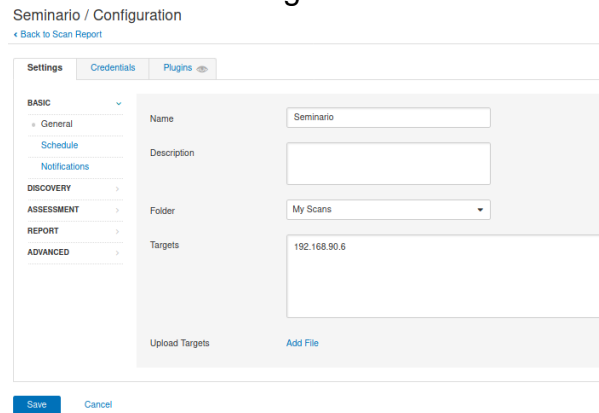 Seminario / Configuration
Back to Scan Report
Settings Credentials Plugins
BASIC
General
Schedule
Notifications
DISCOVERY
ASSESSMENT
REPORT
ADVANCED
Name Seminario
Description
Folder My Scans
Targets 192.168.90.6
Upload Targets Add File
Save Cancel